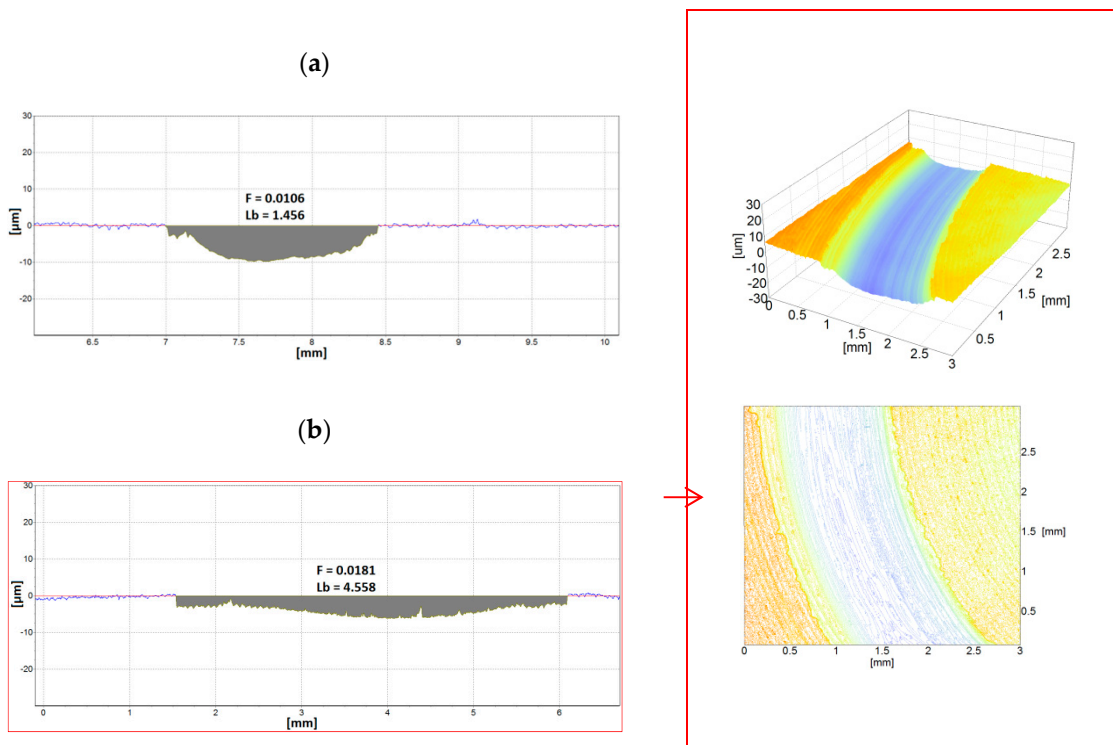 (a)
30
20
10
0
-10
-20
[µm]
F = 0.0106
Lb = 1.456
6.5 7 7.5 8 8.5 9 9.5 10
[mm]
(b)
30
20
10
0
-10
-20
[µm]
F = 0.0181
Lb = 4.558
0 1 2 3 4 5 6
[mm]
30
20
10
0
-10
-20
-30
[um]
0 0.5 1 1.5 2 2.5 3
[mm]
0.5
1
1.5
2
2.5
[mm]
2.5
2
1.5
[mm]
1
0.5
0 0.5 1 1.5 2 2.5 3
[mm]